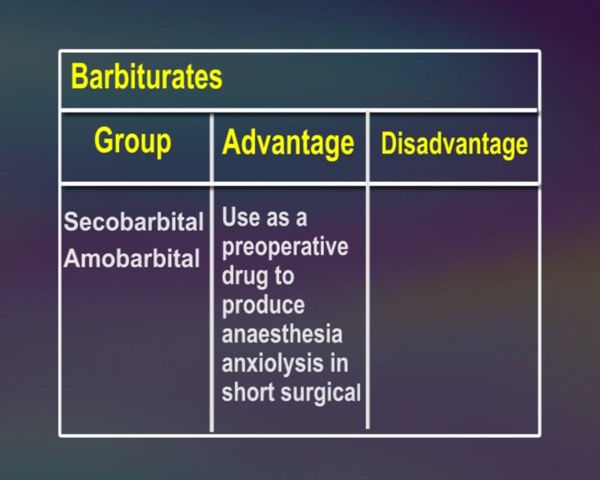 Barbiturates
Group
Advantage
Disadvantage
Secobarbital
Amobarbital
Use as a
preoperative
drug to
produce
anaesthesia
anxiolysis in
short surgical